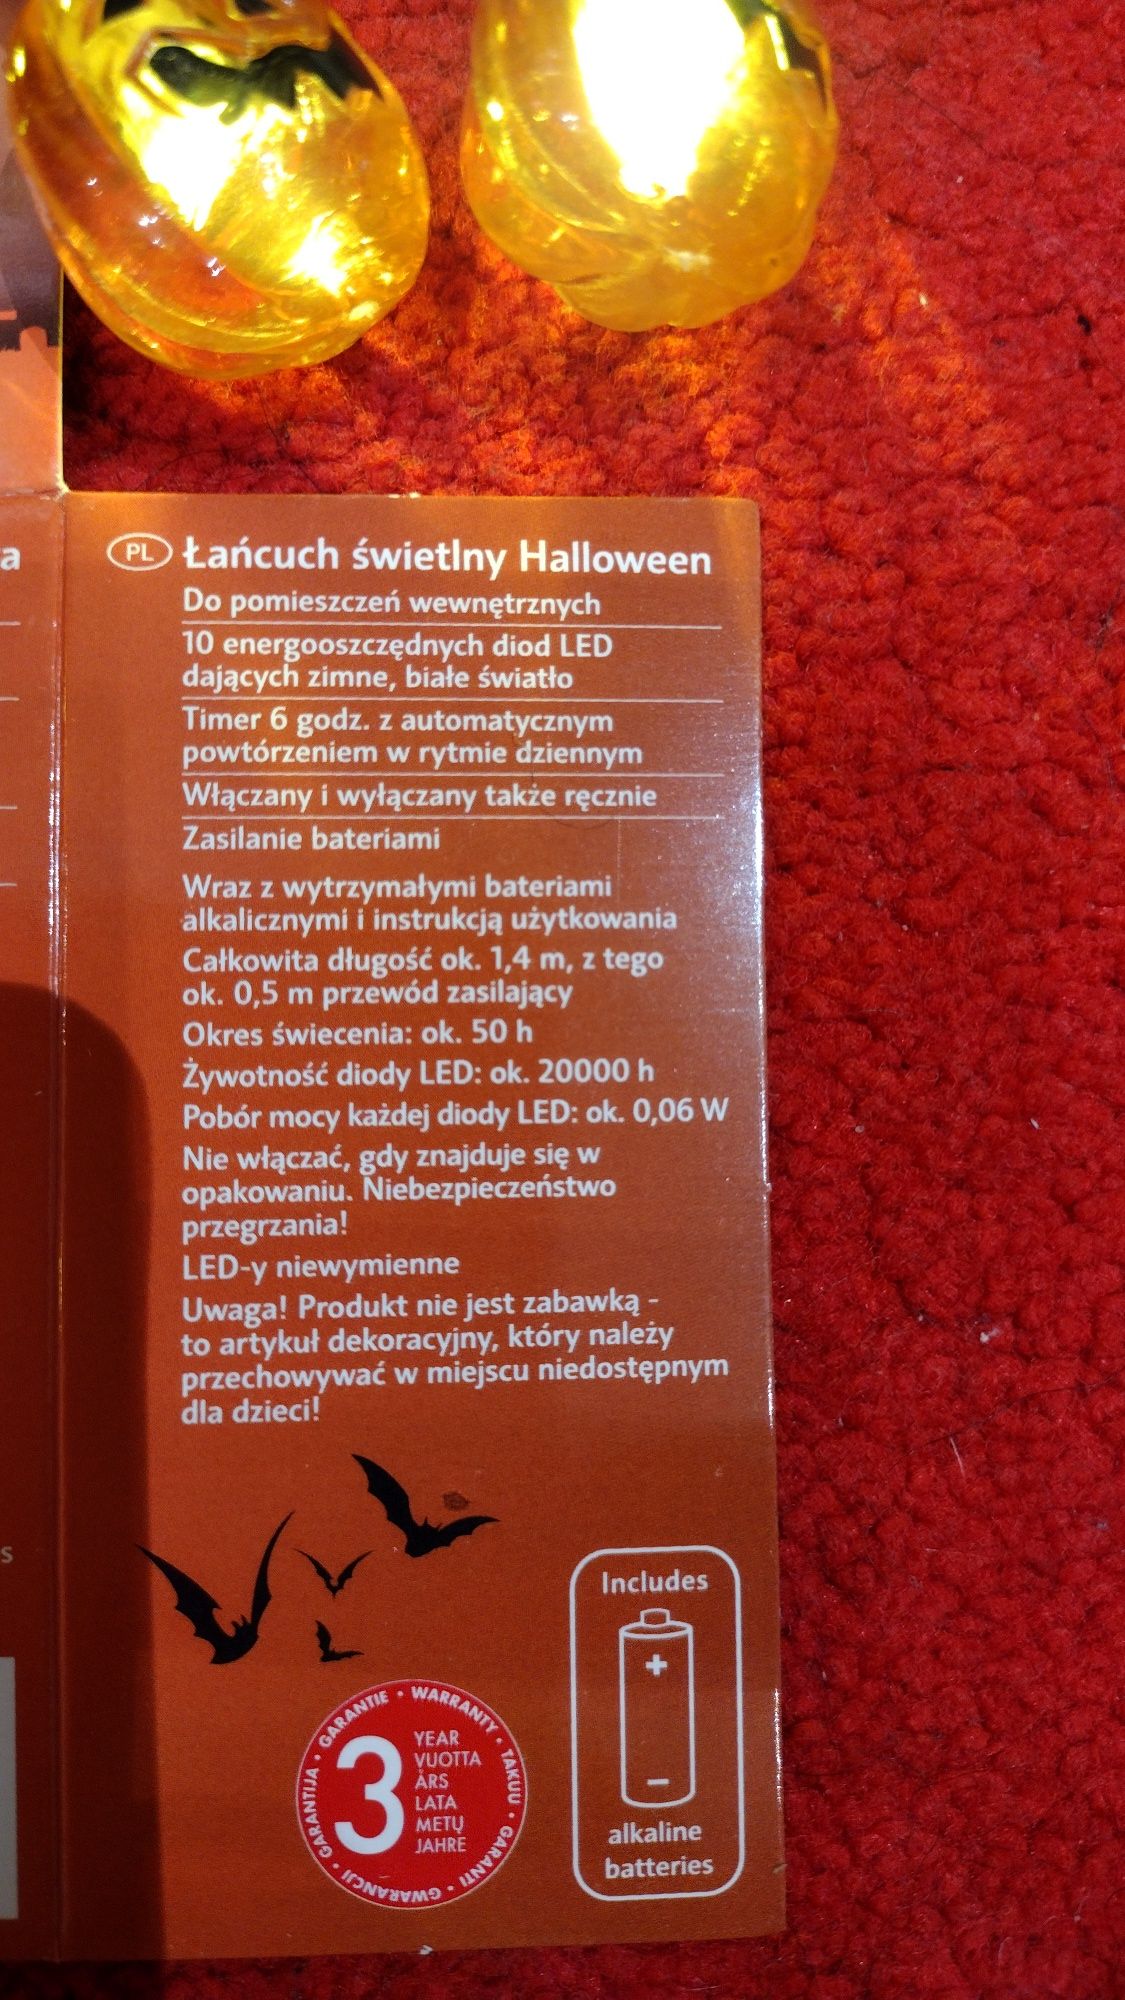 a
PL Łańcuch świetlny Halloween
Do pomieszczeń wewnętrznych
10 energooszczędnych diod LED
dających zimne, białe światło
Timer 6 godz. z automatycznym
powtórzeniem w rytmie dziennym
Włączany i wyłączany także ręcznie
Zasilanie bateriami
Wraz z wytrzymałymi bateriami
alkalicznymi i instrukcją użytkowania
Całkowita długość ok. 1,4 m, z tego
ok. 0,5 m przewód zasilający
Okres świecenia: ok. 50 h
Żywotność diody LED: ok. 20000 h
Pobór mocy każdej diody LED: ok. 0,06 W
Nie włączać, gdy znajduje się w
opakowaniu. Niebezpieczeństwo
przegrzania!
LED-y niewymienne
Uwaga! Produkt nie jest zabawką -
to artykuł dekoracyjny, który należy
przechowywać w miejscu niedostępnym
dla dzieci!
s
Includes
+
–
alkaline
batteries
GARANTIE • WARRANTY • TAKUU • GARANTI • GWARANCJI • GARANTIJA •
3
YEAR
VUOTTA
ÅRS
LATA
METŲ
JAHRE